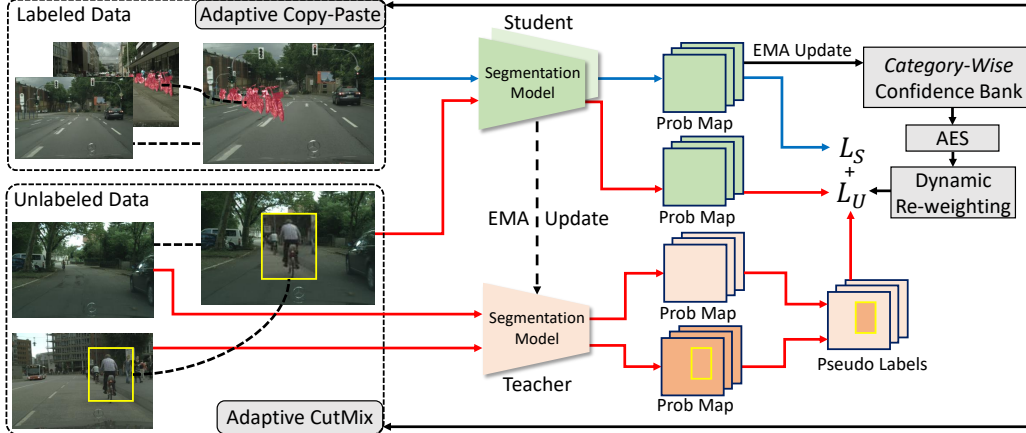 Labeled Data
Adaptive Copy-Paste
Student
Segmentation
Model
Prob Map
EMA Update
Category-Wise
Confidence Bank
AES
Dynamic
Re-weighting
L_S
+
L_U
Prob Map
Unlabeled Data
EMA Update
Segmentation
Model
Teacher
Prob Map
Prob Map
Pseudo Labels
Adaptive CutMix